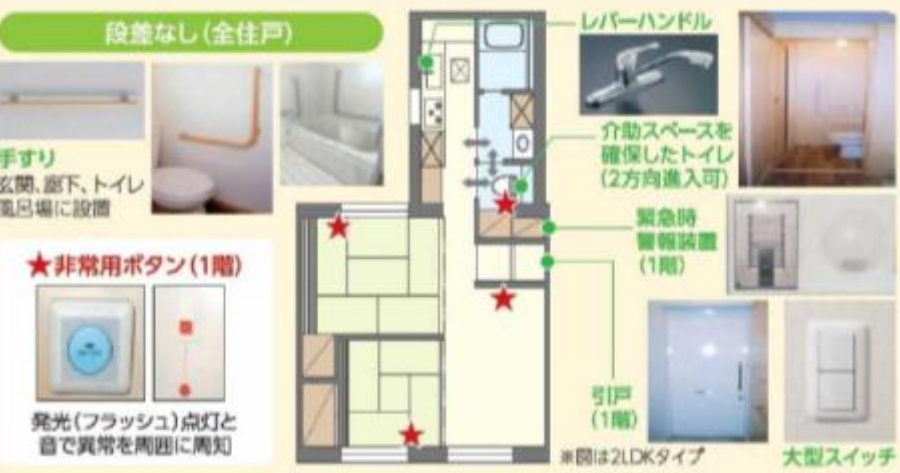 段差なし(全住戸)
手すり
玄関、廊下、トイレ
風呂場に設置
★非常用ボタン(1階)
発光(フラッシュ)点灯と
音で異常を周囲に周知
レバーハンドル
介助スペースを
確保したトイレ
(2方向進入可)
緊急時
警報装置
(1階)
引戸
(1階)
※図は2LDKタイプ
大型スイッチ